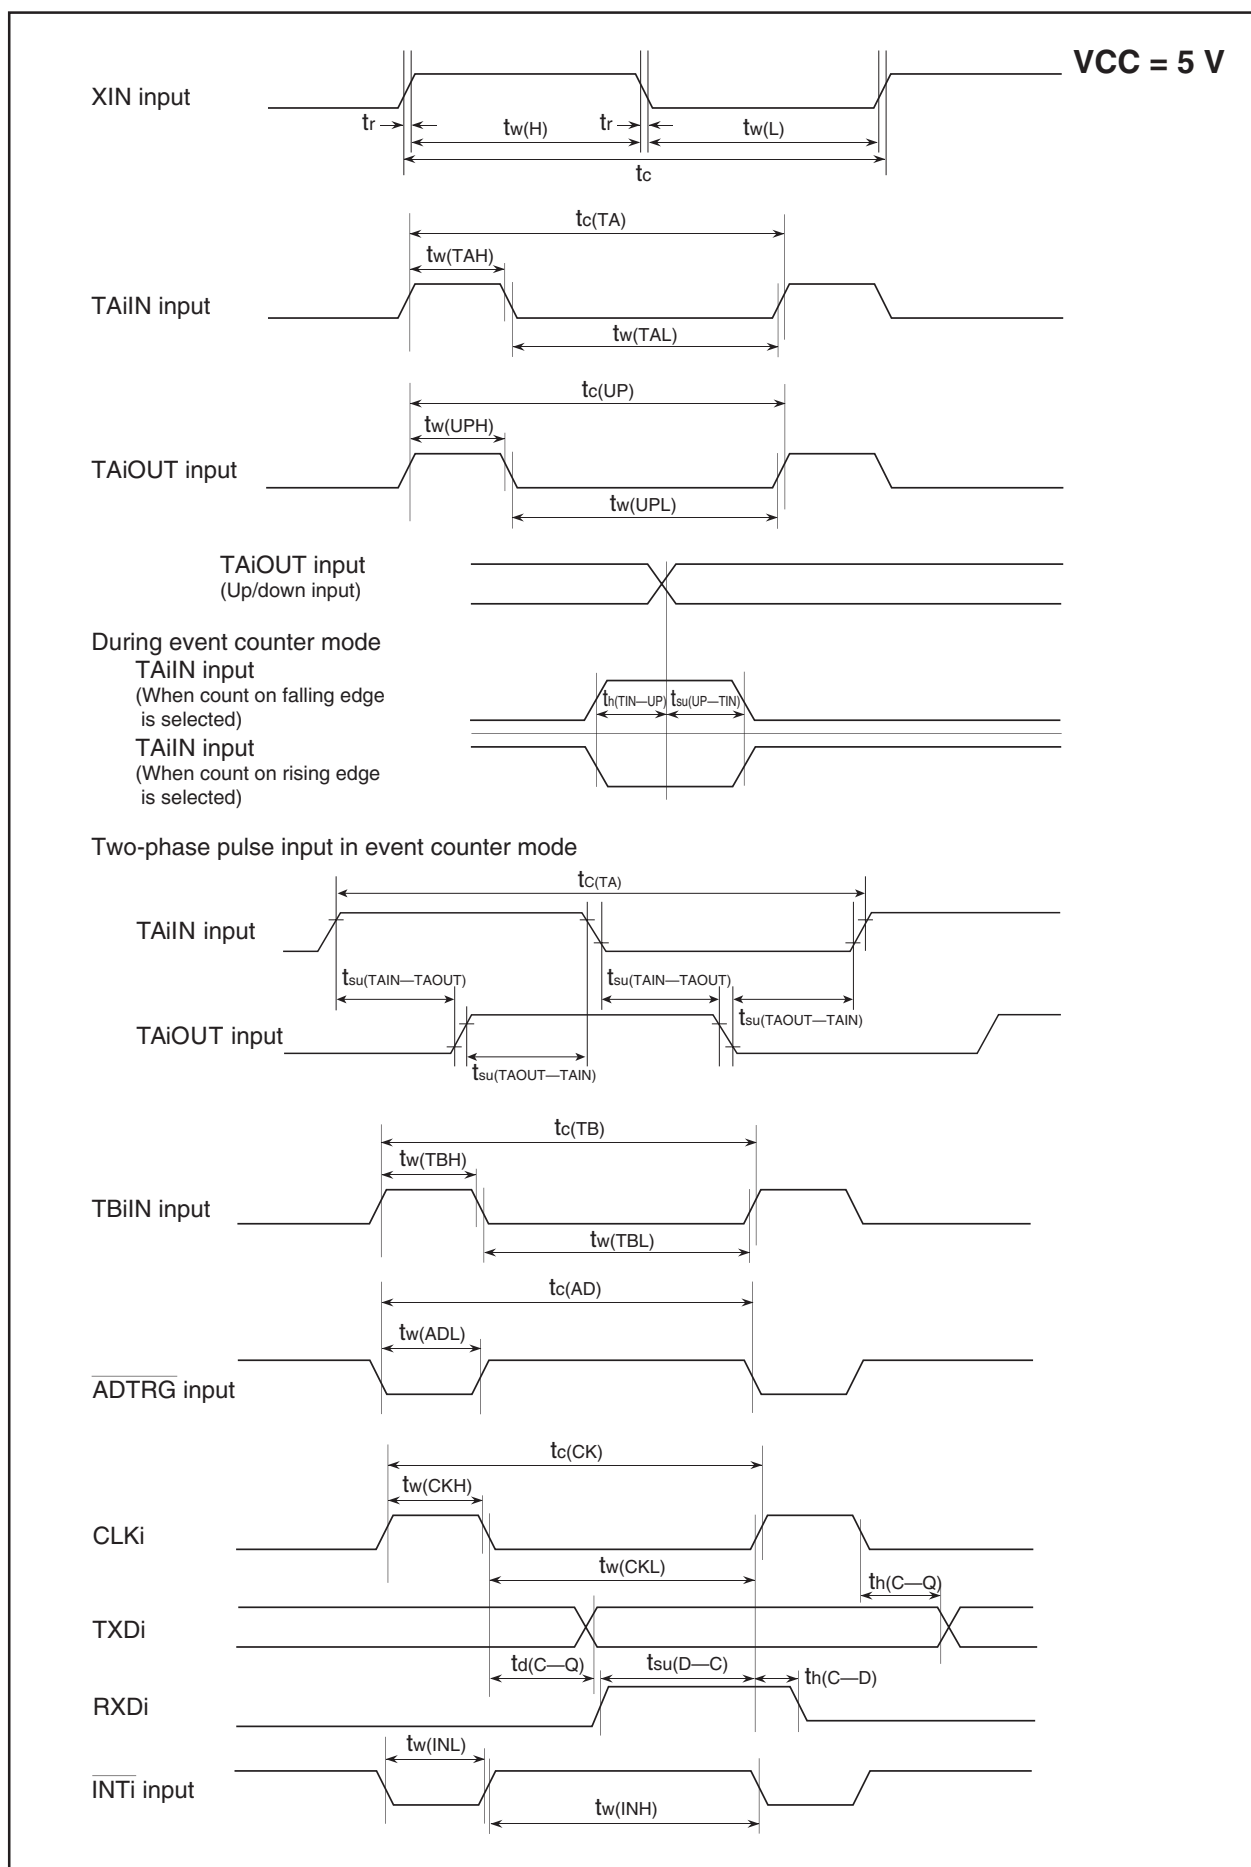 VCC = 5 V
XIN input
tr
tw(H)
tr
tw(L)
tc
tc(TA)
tw(TAH)
TAiIN input
tw(TAL)
tc(UP)
tw(UPH)
TAiOUT input
tw(UPL)
TAiOUT input
(Up/down input)
During event counter mode
TAiIN input
(When count on falling edge
is selected)
th(TIN—UP)
tsu(UP—TIN)
TAiIN input
(When count on rising edge
is selected)
Two-phase pulse input in event counter mode
tC(TA)
TAiIN input
tsu(TAIN—TAOUT)
tsu(TAIN—TAOUT)
tsu(TAOUT—TAIN)
TAiOUT input
tsu(TAOUT—TAIN)
tc(TB)
tw(TBH)
TBiIN input
tw(TBL)
tc(AD)
tw(ADL)
ADTRG input
tc(CK)
tw(CKH)
CLKi
tw(CKL)
th(C—Q)
TXDi
td(C—Q)
tsu(D—C)
th(C—D)
RXDi
tw(INL)
INTi input
tw(INH)